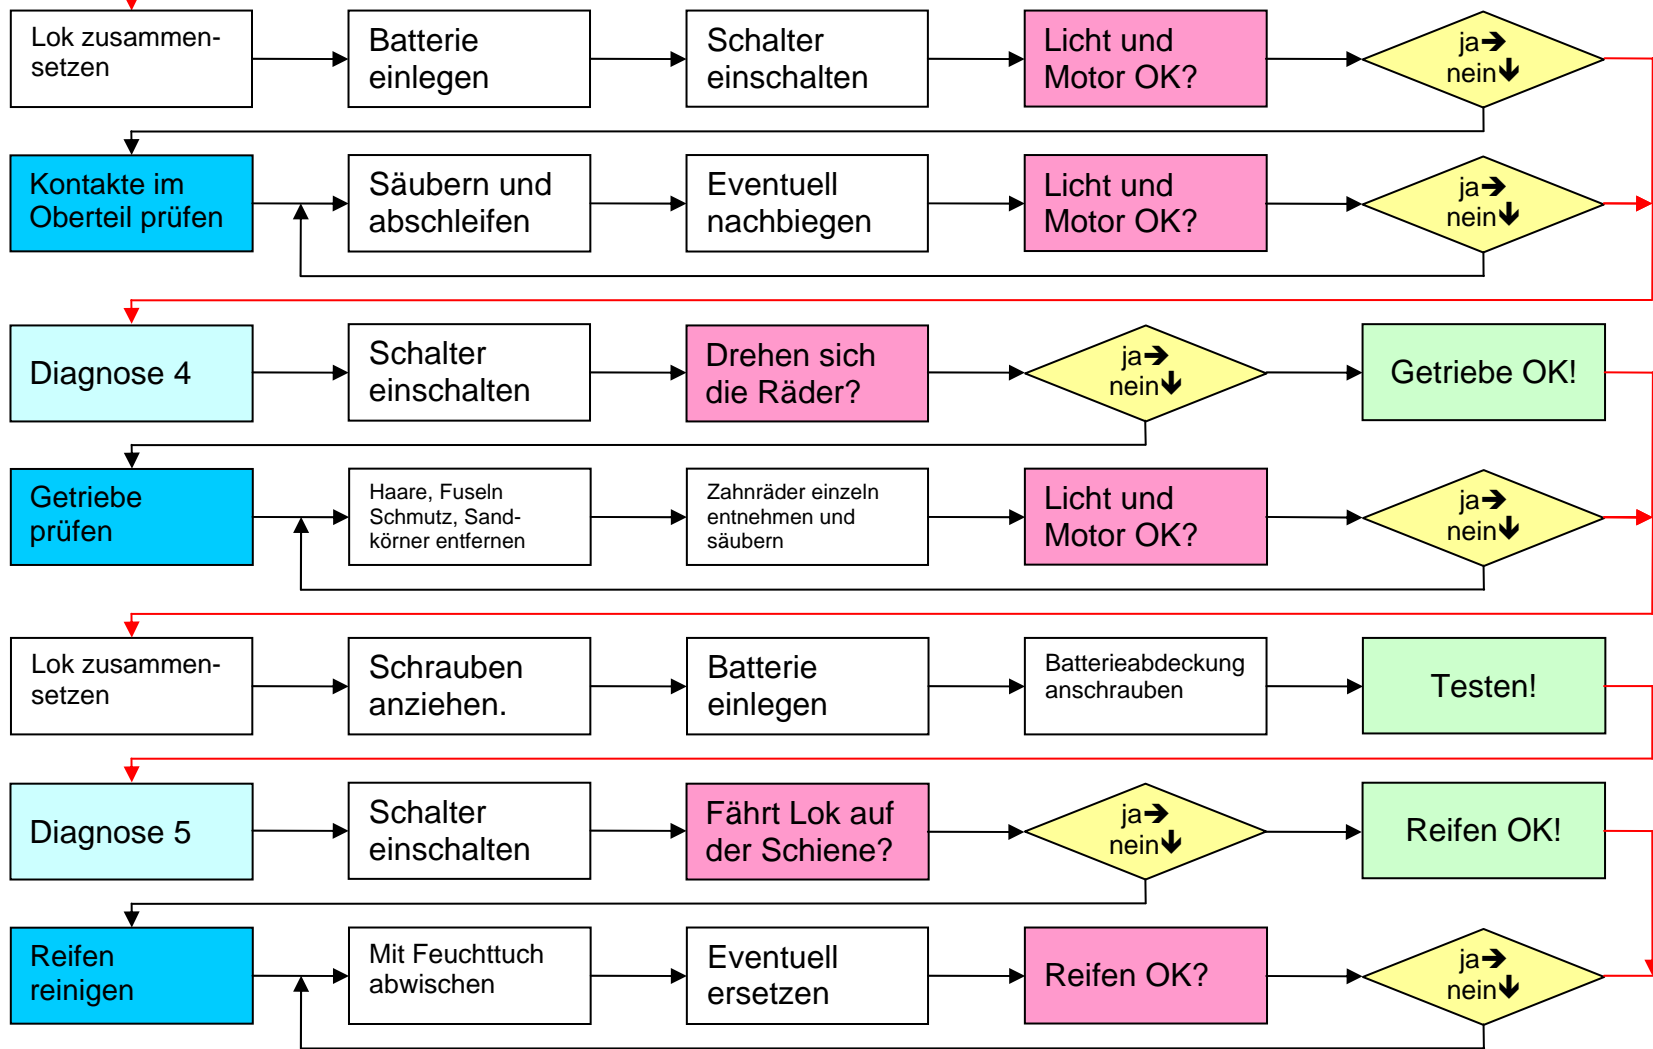 Lok zusammen-
setzen
Batterie
einlegen
Schalter
einschalten
Licht und
Motor OK?
ja➔
nein🡻
Kontakte im
Oberteil prüfen
Säubern und
abschleifen
Eventuell
nachbiegen
Licht und
Motor OK?
ja➔
nein🡻
Diagnose 4
Schalter
einschalten
Drehen sich
die Räder?
ja➔
nein🡻
Getriebe OK!
Getriebe
prüfen
Haare, Fuseln
Schmutz, Sand-
körner entfernen
Zahnräder einzeln
entnehmen und
säubern
Licht und
Motor OK?
ja➔
nein🡻
Lok zusammen-
setzen
Schrauben
anziehen.
Batterie
einlegen
Batterieabdeckung
anschrauben
Testen!
Diagnose 5
Schalter
einschalten
Fährt Lok auf
der Schiene?
ja➔
nein🡻
Reifen OK!
Reifen
reinigen
Mit Feuchttuch
abwischen
Eventuell
ersetzen
Reifen OK?
ja➔
nein🡻